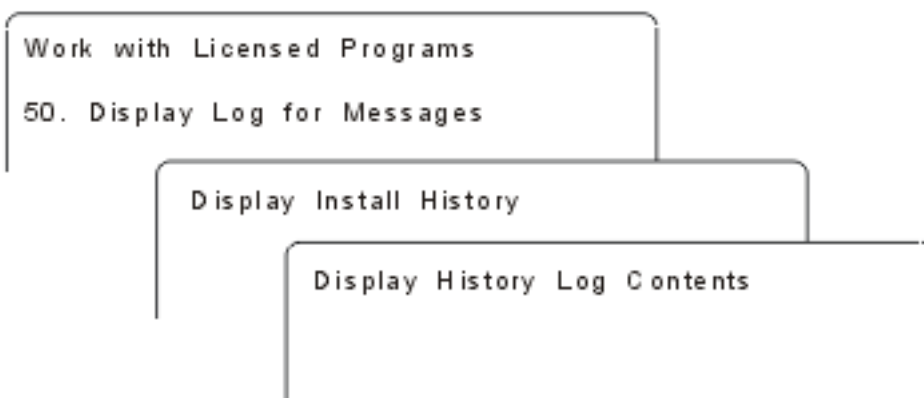 Work with Licensed Programs
50. Display Log for Messages
Display Install History
Display History Log Contents